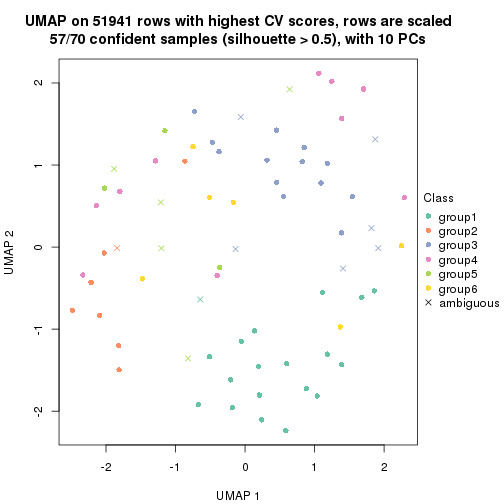 UMAP on 51941 rows with highest CV scores, rows are scaled
57/70 confident samples (silhouette > 0.5), with 10 PCs
UMAP 2
2
1
0
-1
-2
-2
-1
0
1
2
UMAP 1
Class
group1
group2
group3
group4
group5
group6
ambiguous